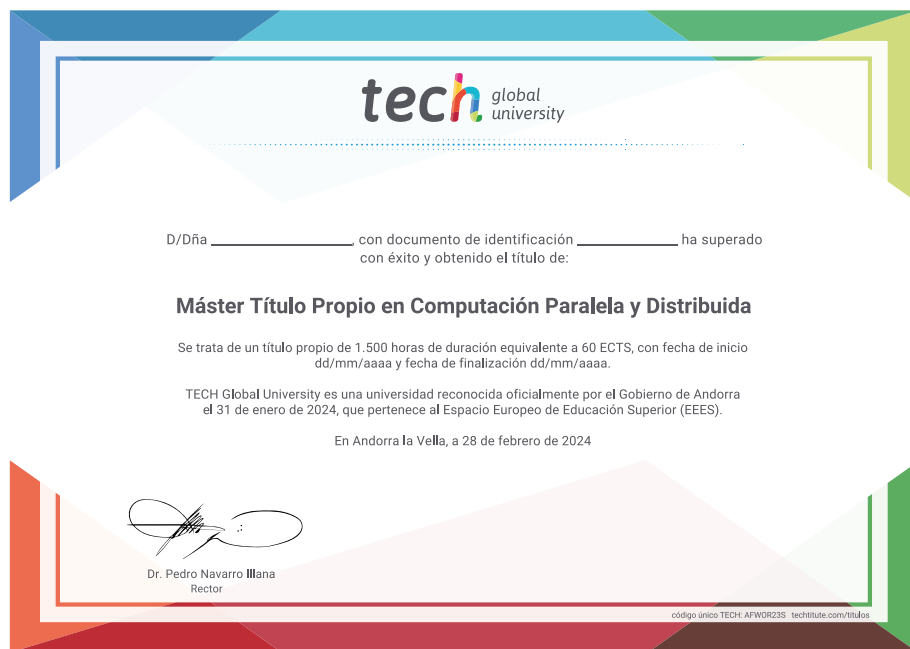 tech global university
D/Dña ________________, con documento de identificación ____________ ha superado
con éxito y obtenido el título de:
Máster Título Propio en Computación Paralela y Distribuida
Se trata de un título propio de 1.500 horas de duración equivalente a 60 ECTS, con fecha de inicio
dd/mm/aaaa y fecha de finalización dd/mm/aaaa.
TECH Global University es una universidad reconocida oficialmente por el Gobierno de Andorra
el 31 de enero de 2024, que pertenece al Espacio Europeo de Educación Superior (EEES).
En Andorra la Vella, a 28 de febrero de 2024
Dr. Pedro Navarro Illana
Rector
código único TECH: AFWOR23S techtitute.com/titulos